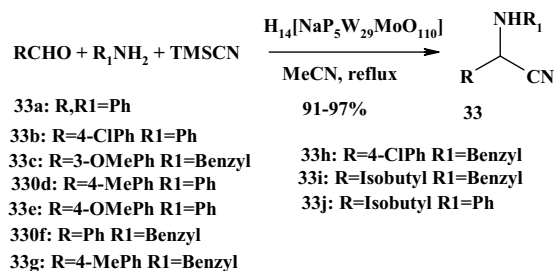 RCHO + R₁NH₂ + TMSCN
H₁₄[NaP₅W₂₉MoO₁₁₀]
MeCN, reflux
91-97%
NHR₁
R
CN
33
33a: R,R1=Ph
33b: R=4-ClPh R1=Ph
33c: R=3-OMePh R1=Benzyl
330d: R=4-MePh R1=Ph
33e: R=4-OMePh R1=Ph
330f: R=Ph R1=Benzyl
33g: R=4-MePh R1=Benzyl
33h: R=4-ClPh R1=Benzyl
33i: R=Isobutyl R1=Benzyl
33j: R=Isobutyl R1=Ph